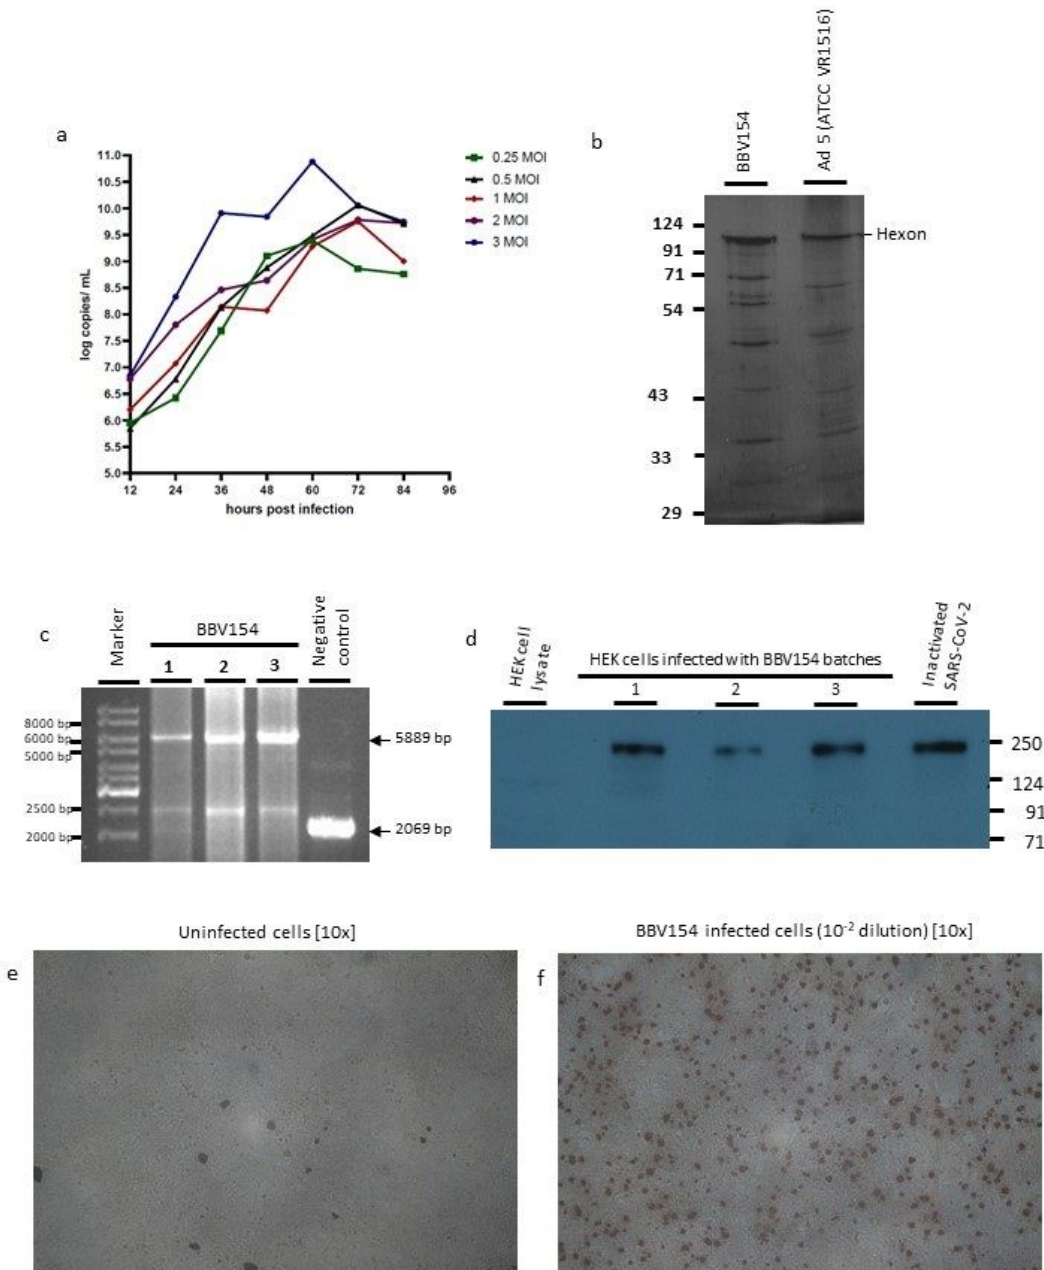 a
11.0
10.5
10.0
9.5
9.0
8.5
8.0
7.5
7.0
6.5
6.0
5.5
5.0
log copies/ mL
12 24 36 48 60 72 84 96
hours post infection
0.25 MOI
0.5 MOI
1 MOI
2 MOI
3 MOI
b
BBV154
Ad 5 (ATCC VR1516)
124
91
71
54
43
33
29
Hexon
c
Marker
BBV154
1 2 3
Negative
control
8000 bp
6000 bp
5000 bp
2500 bp
2000 bp
5889 bp
2069 bp
d
HEK cell
lysate
HEK cells infected with BBV154 batches
1 2 3
Inactivated
SARS-CoV-2
250
124
91
71
Uninfected cells [10x]
e
BBV154 infected cells (10⁻² dilution) [10x]
f